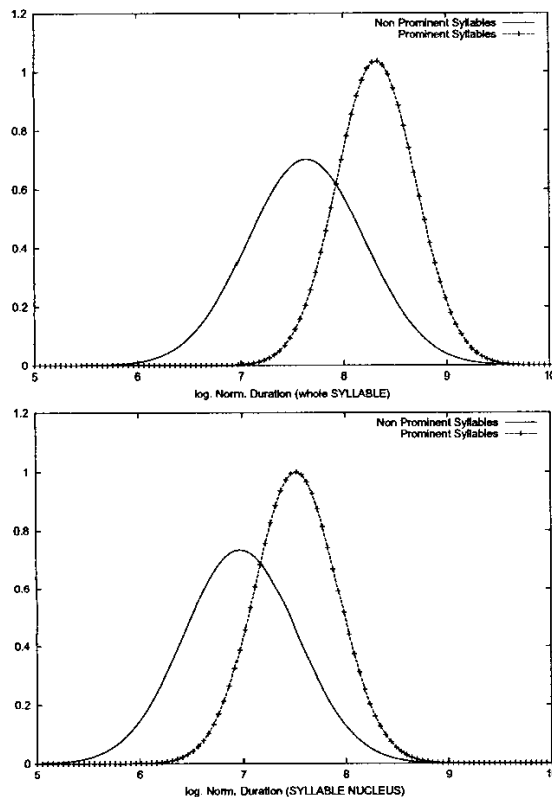 1.2
Non Prominent Syllables
Prominent Syllables
1
0.8
0.6
0.4
0.2
0
5 6 7 8 9 10
log. Norm. Duration (whole SYLLABLE)
1.2
Non Prominent Syllables
Prominent Syllables
1
0.8
0.6
0.4
0.2
0
5 6 7 8 9 10
log. Norm. Duration (SYLLABLE NUCLEUS)